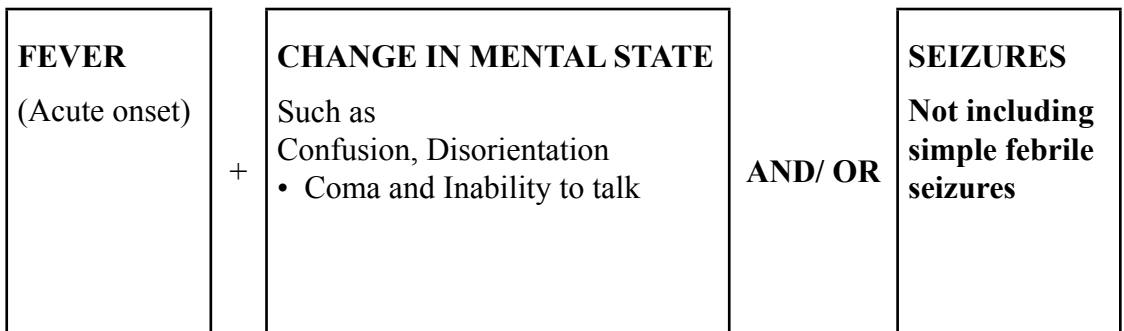 FEVER
(Acute onset)
+
CHANGE IN MENTAL STATE
Such as
Confusion, Disorientation
• Coma and Inability to talk
AND/ OR
SEIZURES
Not including
simple febrile
seizures